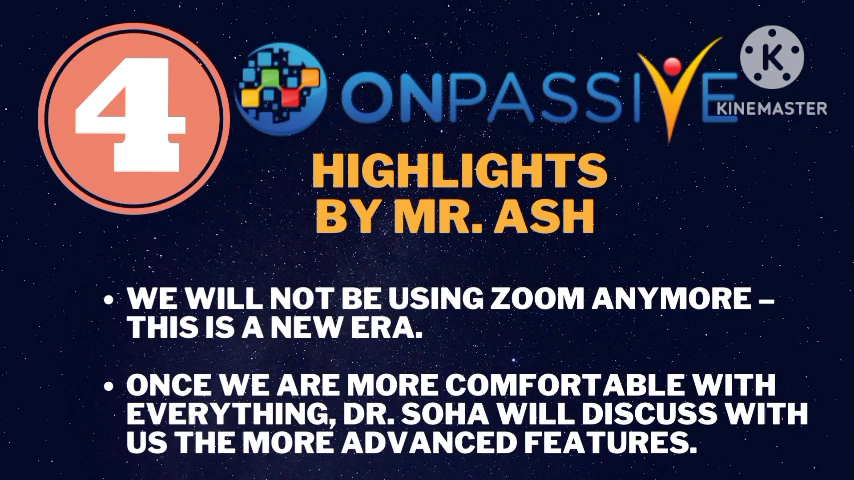 4
ONPASSIVE
K
KINEMASTER
HIGHLIGHTS
BY MR. ASH
• WE WILL NOT BE USING ZOOM ANYMORE –
THIS IS A NEW ERA.
• ONCE WE ARE MORE COMFORTABLE WITH
EVERYTHING, DR. SOHA WILL DISCUSS WITH
US THE MORE ADVANCED FEATURES.